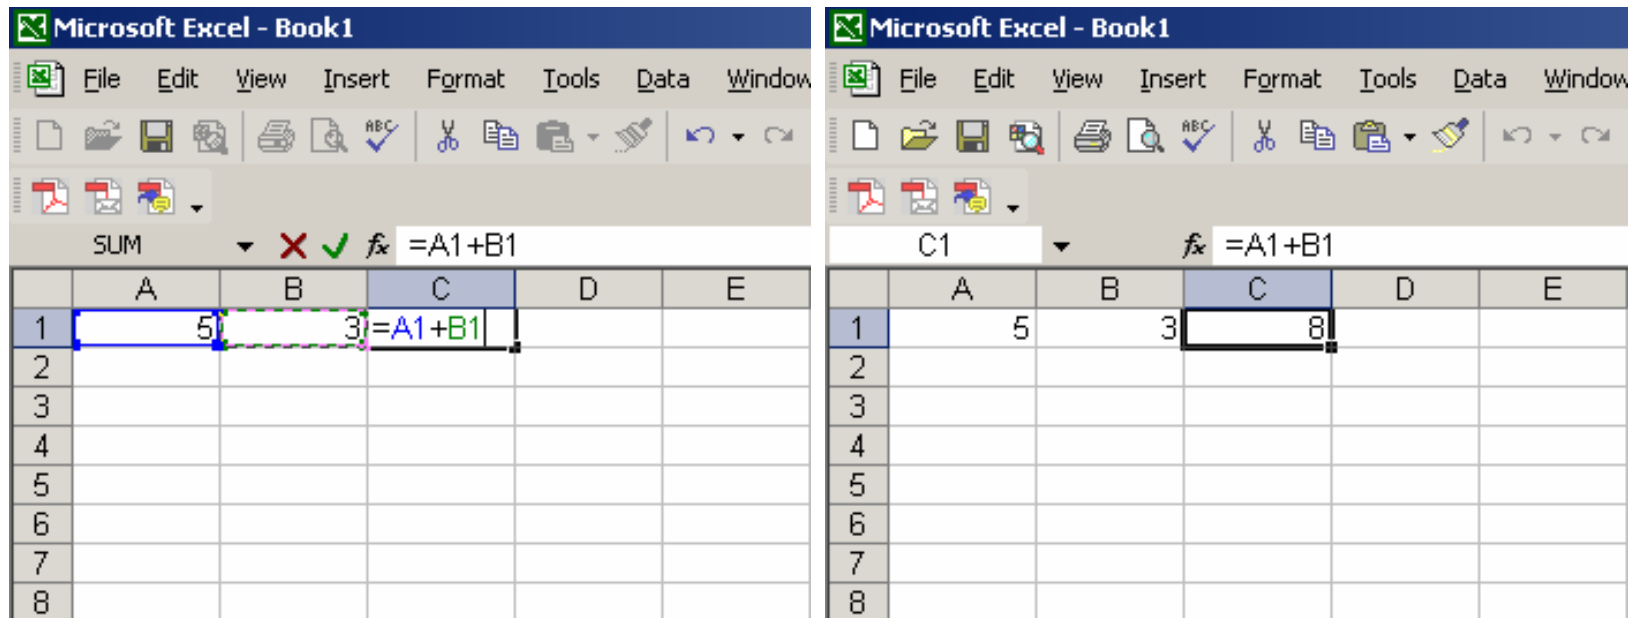 Microsoft Excel - Book1
File Edit View Insert Format Tools Data Window
ABC
SUM fx =A1+B1
A B C D E
1 5 3 =A1+B1
2
3
4
5
6
7
8
Microsoft Excel - Book1
File Edit View Insert Format Tools Data Window
ABC
C1 fx =A1+B1
A B C D E
1 5 3 8
2
3
4
5
6
7
8